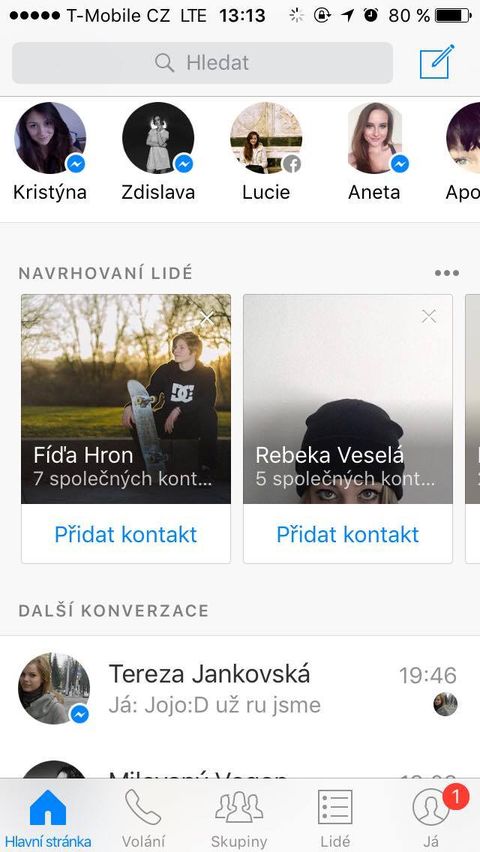 T-Mobile CZ LTE 13:13 80 %
Hledat
Kristýna Zdislava Lucie Aneta Apo
NAVRHOVANÍ LIDÉ
DC
Fíďa Hron
7 společných kont...
Rebeka Veselá
5 společných kont...
Přidat kontakt
Přidat kontakt
DALŠÍ KONVERZACE
Tereza Jankovská 19:46
Já: Jojo:D už ru jsme
1
Hlavní stránka Volání Skupiny Lidé Já